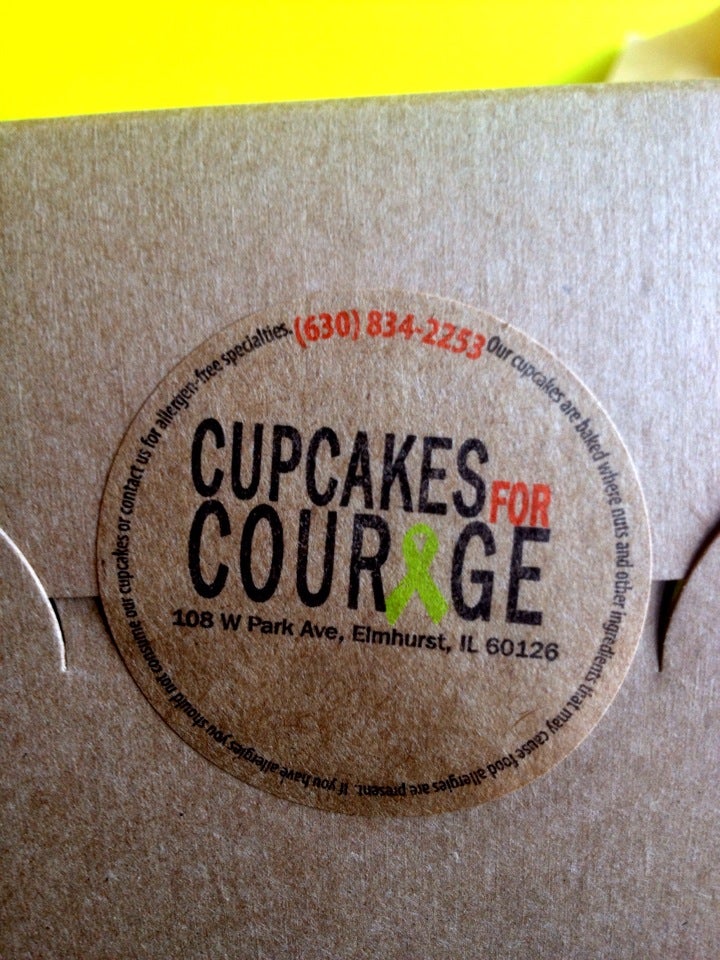 (630) 834-2253
Our cupcakes are baked where nuts and other ingredients that may cause food allergies are present. If you have allergies you should not consume our cupcakes or contact us for allergen-free specialties.
CUPCAKES FOR
COURAGE
108 W Park Ave, Elmhurst, IL 60126